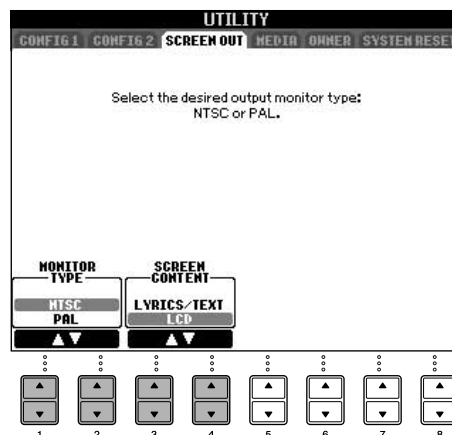 UTILITY
CONFIG 1 CONFIG 2 SCREEN OUT MEDIA OWNER SYSTEM RESET
Select the desired output monitor type:
NTSC or PAL.
MONITOR TYPE
NTSC
PAL
SCREEN CONTENT
LYRICS/TEXT
LCD
1 2 3 4 5 6 7 8